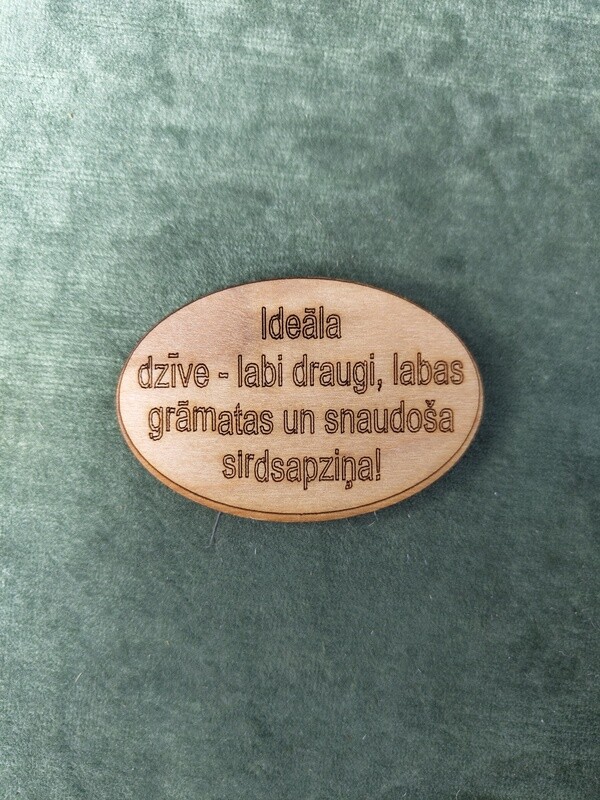 Ideāla
dzīve - labi draugi, labas
grāmatas un snaudoša
sirdsapziņa!